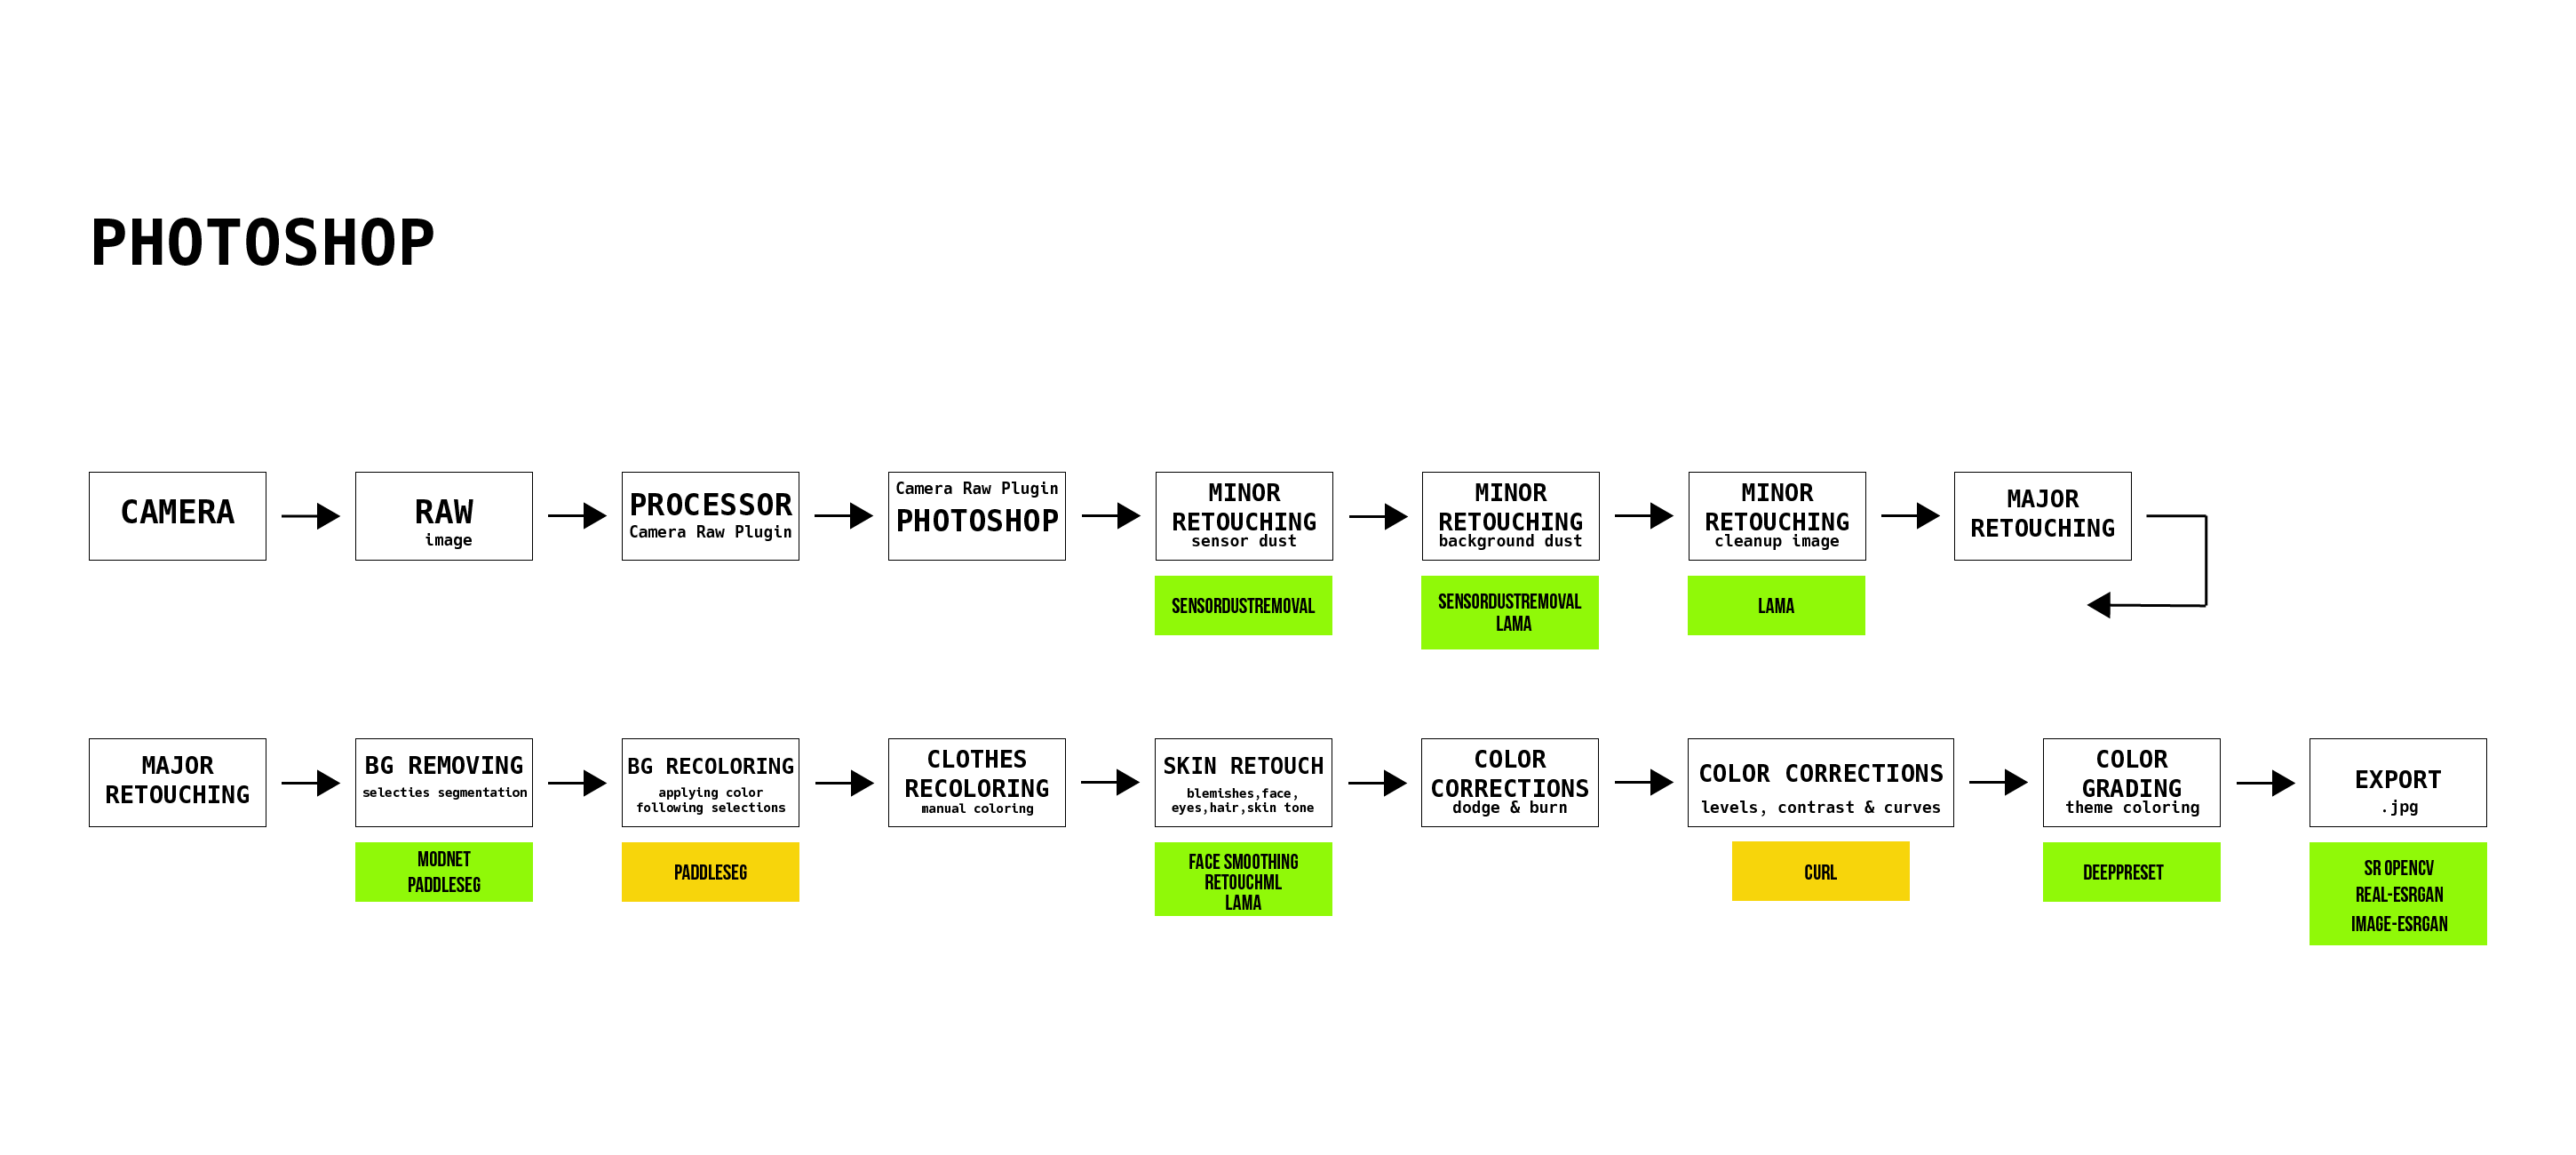 PHOTOSHOP
CAMERA
RAW
image
PROCESSOR
Camera Raw Plugin
Camera Raw Plugin
PHOTOSHOP
MINOR
RETOUCHING
sensor dust
MINOR
RETOUCHING
background dust
MINOR
RETOUCHING
cleanup image
MAJOR
RETOUCHING
SENSORDUSTREMOVAL
SENSORDUSTREMOVAL
LAMA
LAMA
MAJOR
RETOUCHING
BG REMOVING
selecties segmentation
BG RECOLORING
applying color
following selections
CLOTHES
RECOLORING
manual coloring
SKIN RETOUCH
blemishes,face,
eyes,hair,skin tone
COLOR
CORRECTIONS
dodge & burn
COLOR CORRECTIONS
levels, contrast & curves
COLOR
GRADING
theme coloring
EXPORT
.jpg
MODNET
PADDLESEG
PADDLESEG
FACE SMOOTHING
RETOUCHML
LAMA
CURL
DEEPPRESET
SR OPENCV
REAL-ESRGAN
IMAGE-ESRGAN